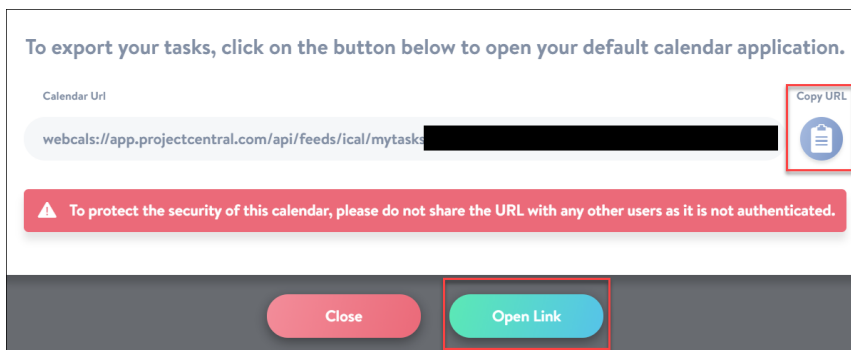 To export your tasks, click on the button below to open your default calendar application.
Calendar Url
Copy URL
webcals://app.projectcentral.com/api/feeds/ical/mytasks
To protect the security of this calendar, please do not share the URL with any other users as it is not authenticated.
Close
Open Link